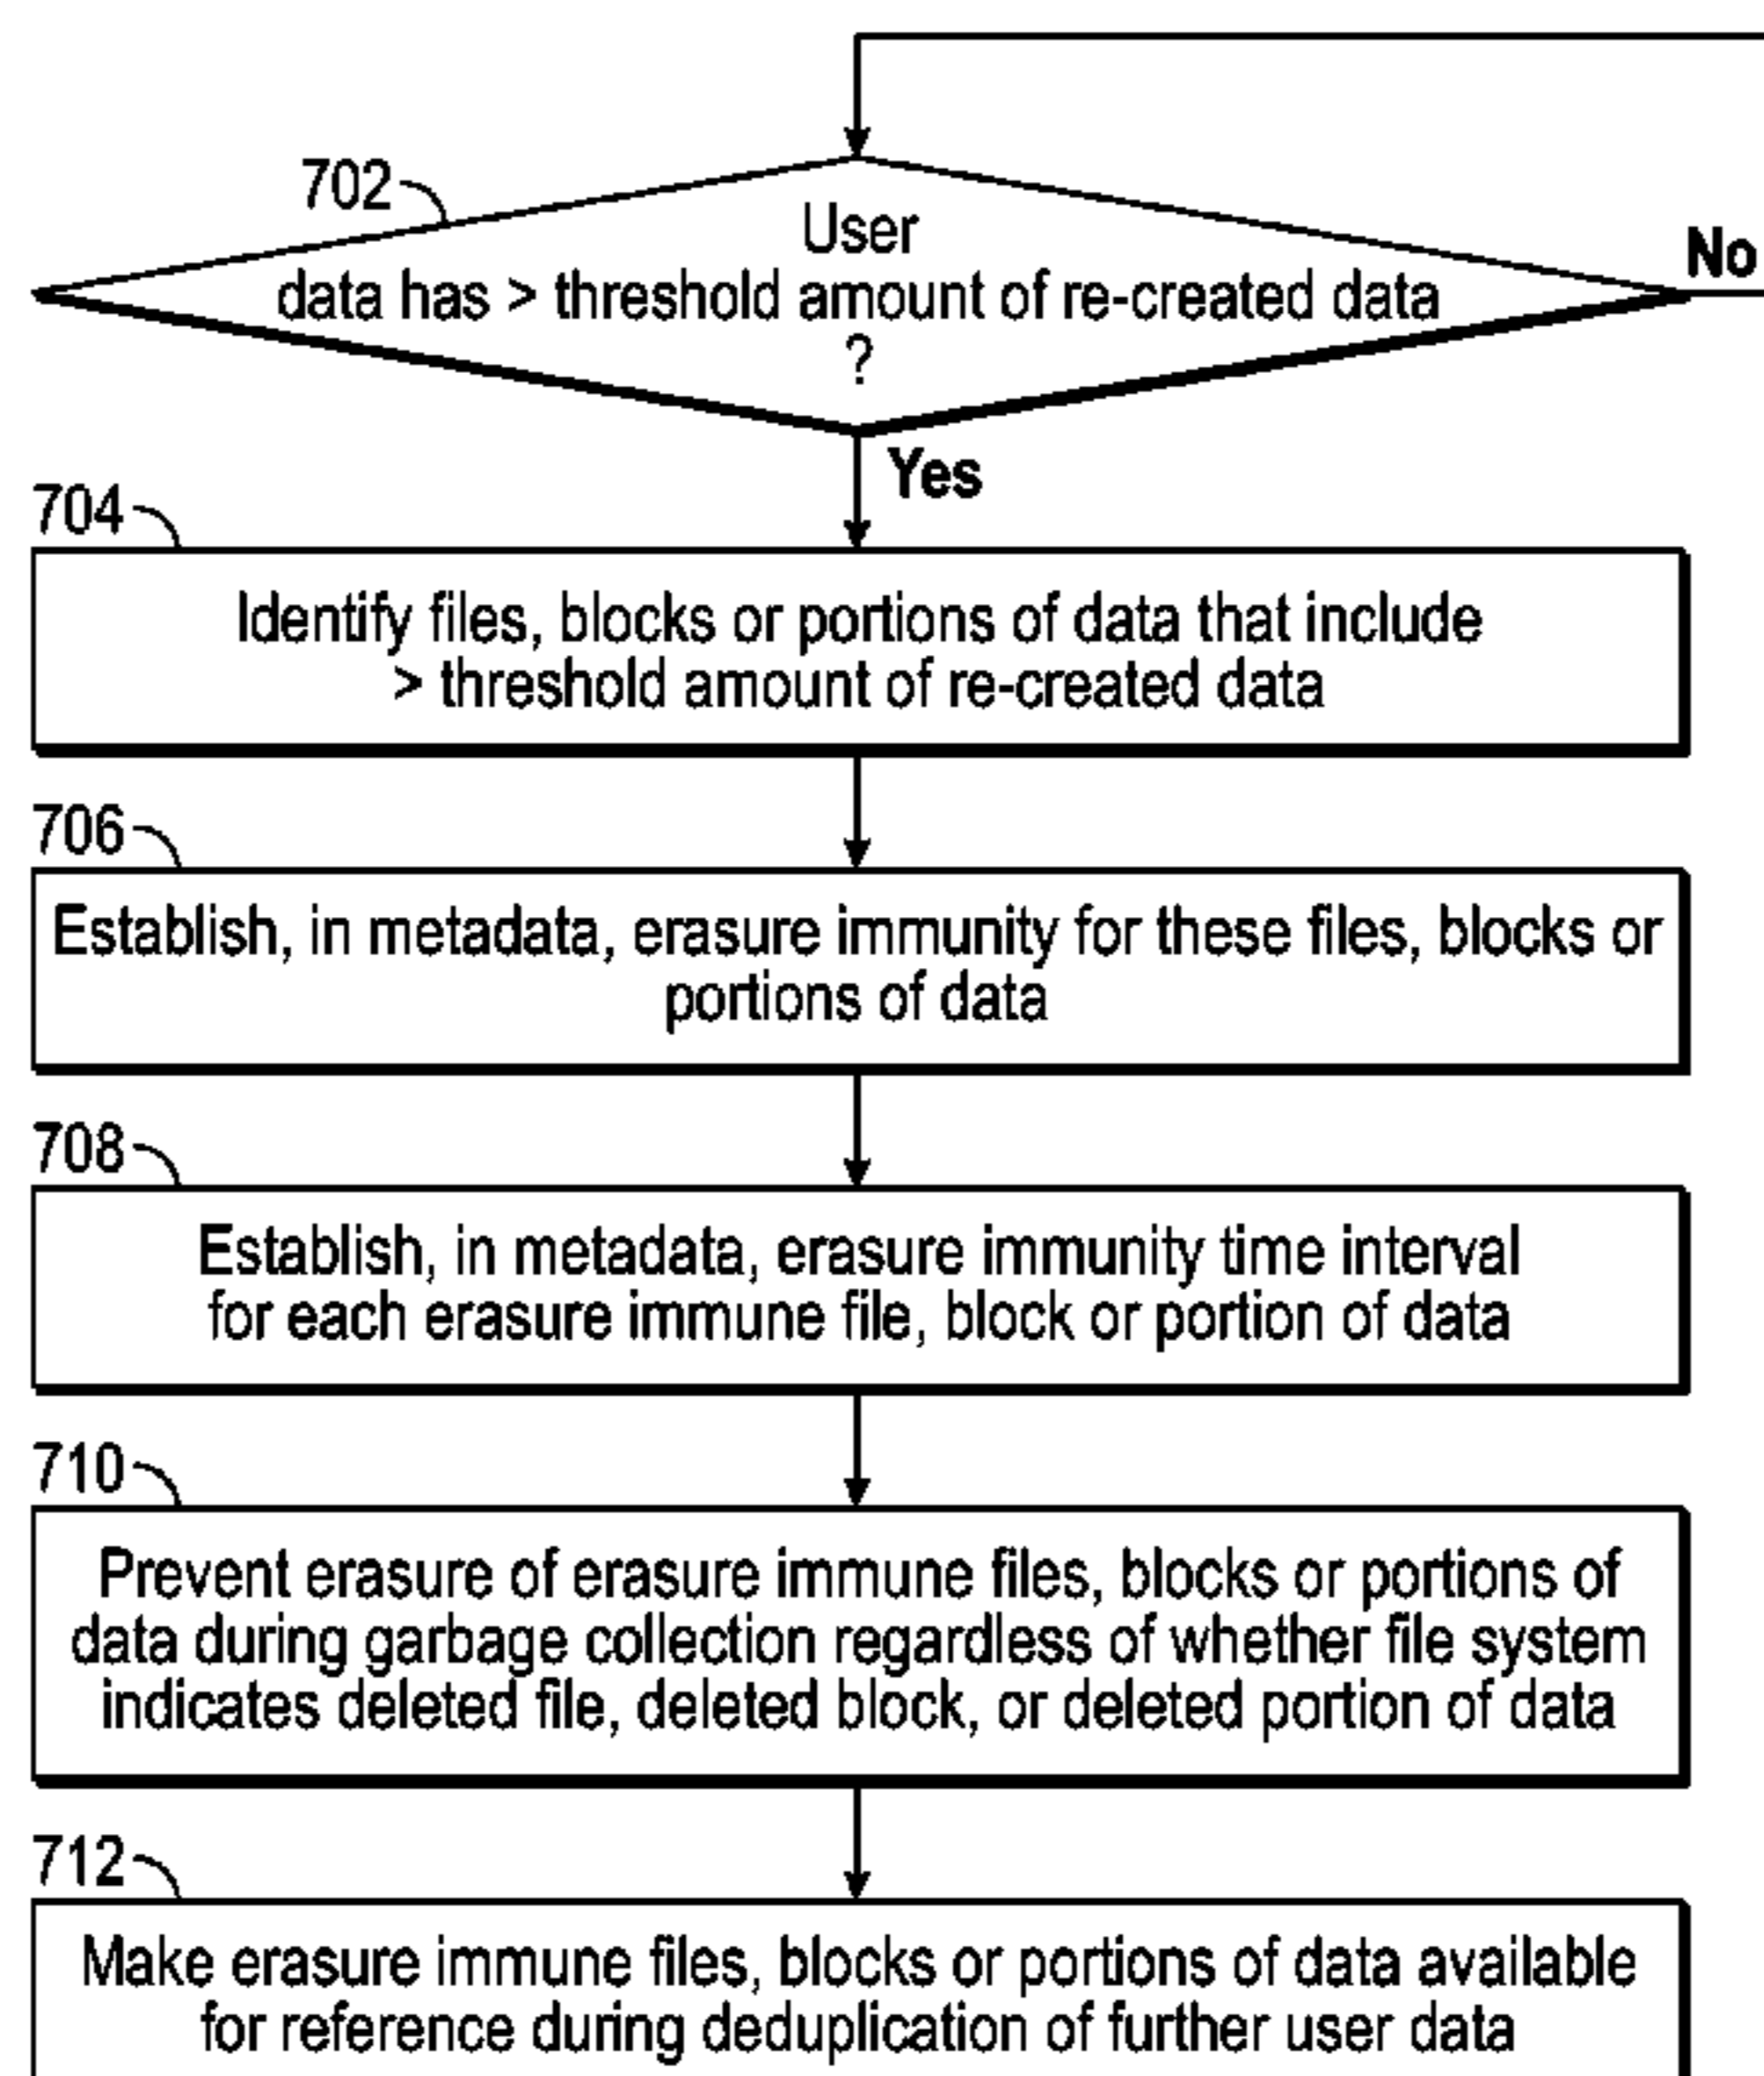 702
User
data has > threshold amount of re-created data
?
No
Yes
704
Identify files, blocks or portions of data that include
> threshold amount of re-created data
706
Establish, in metadata, erasure immunity for these files, blocks or
portions of data
708
Establish, in metadata, erasure immunity time interval
for each erasure immune file, block or portion of data
710
Prevent erasure of erasure immune files, blocks or portions of
data during garbage collection regardless of whether file system
indicates deleted file, deleted block, or deleted portion of data
712
Make erasure immune files, blocks or portions of data available
for reference during deduplication of further user data